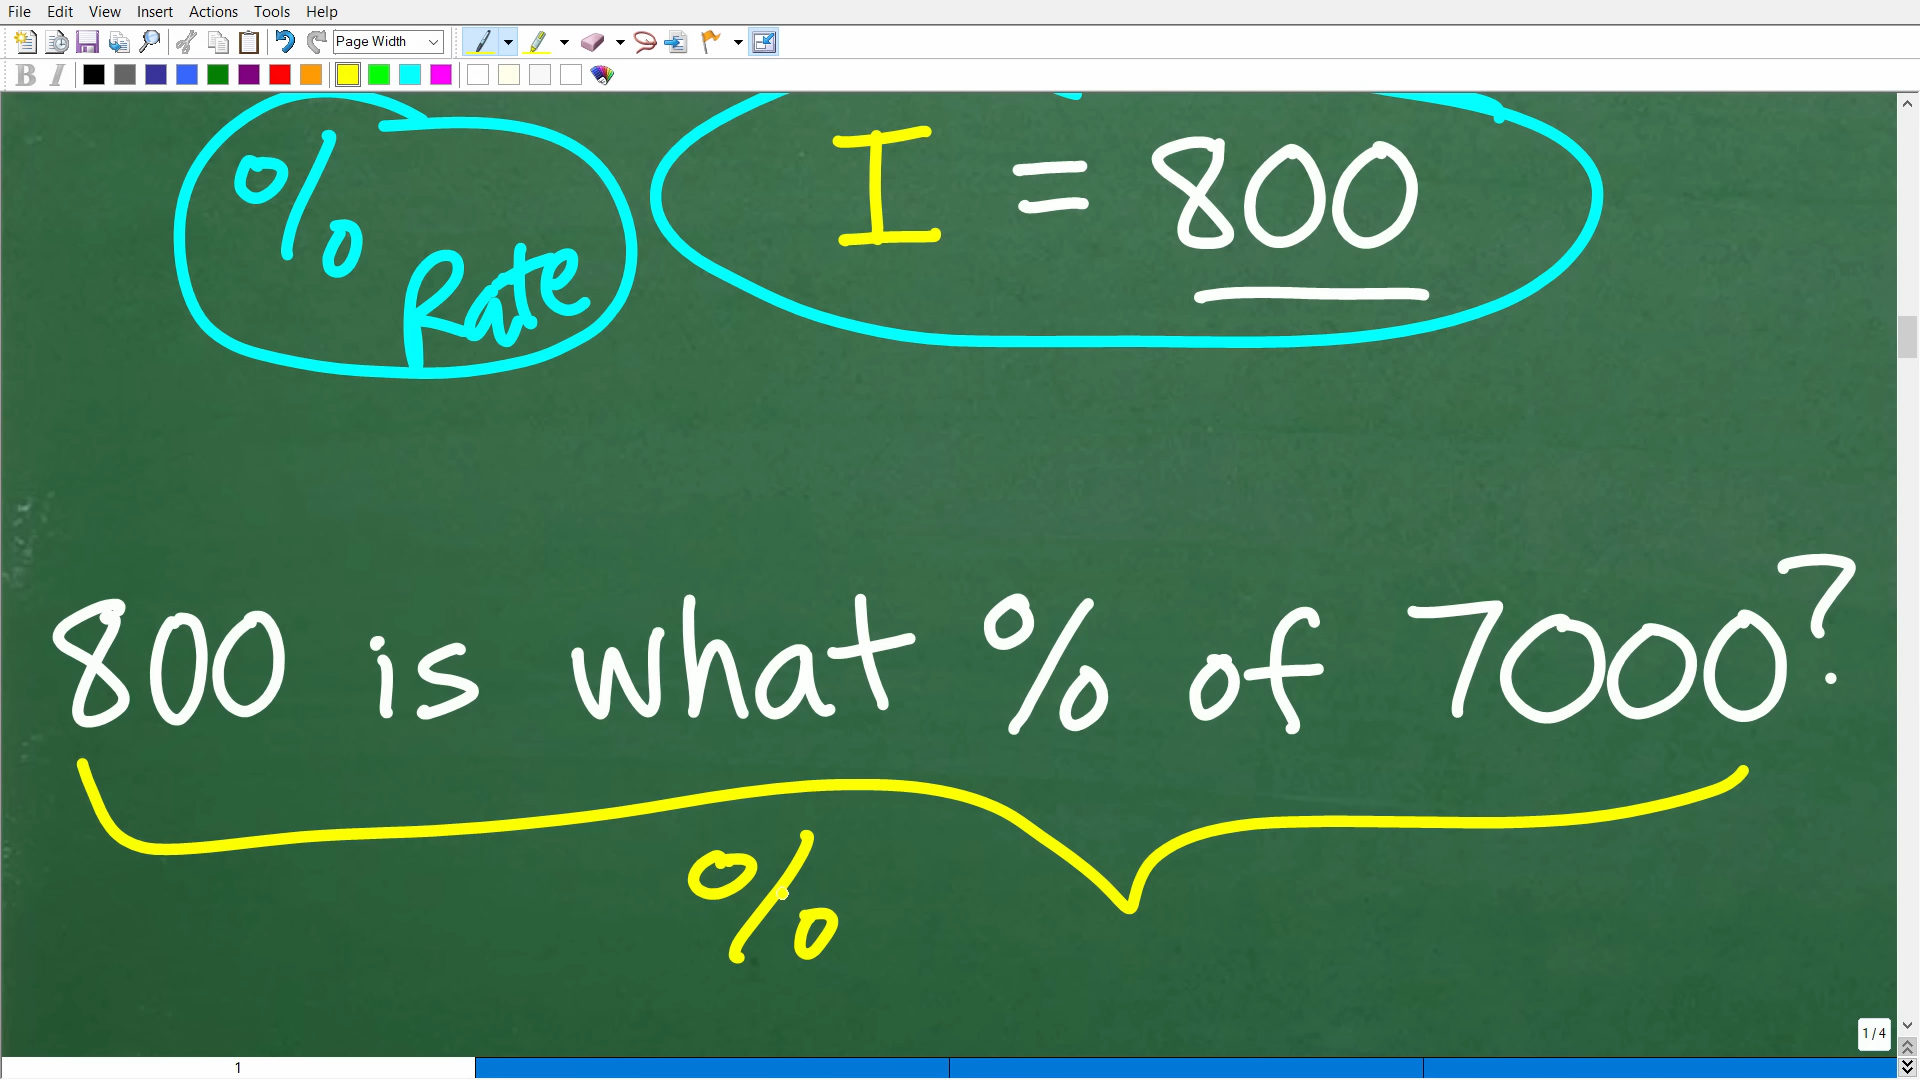 File Edit View Insert Actions Tools Help
Page Width
B I
% Rate
I = 800
800 is what % of 7000?
%
1 / 4
1